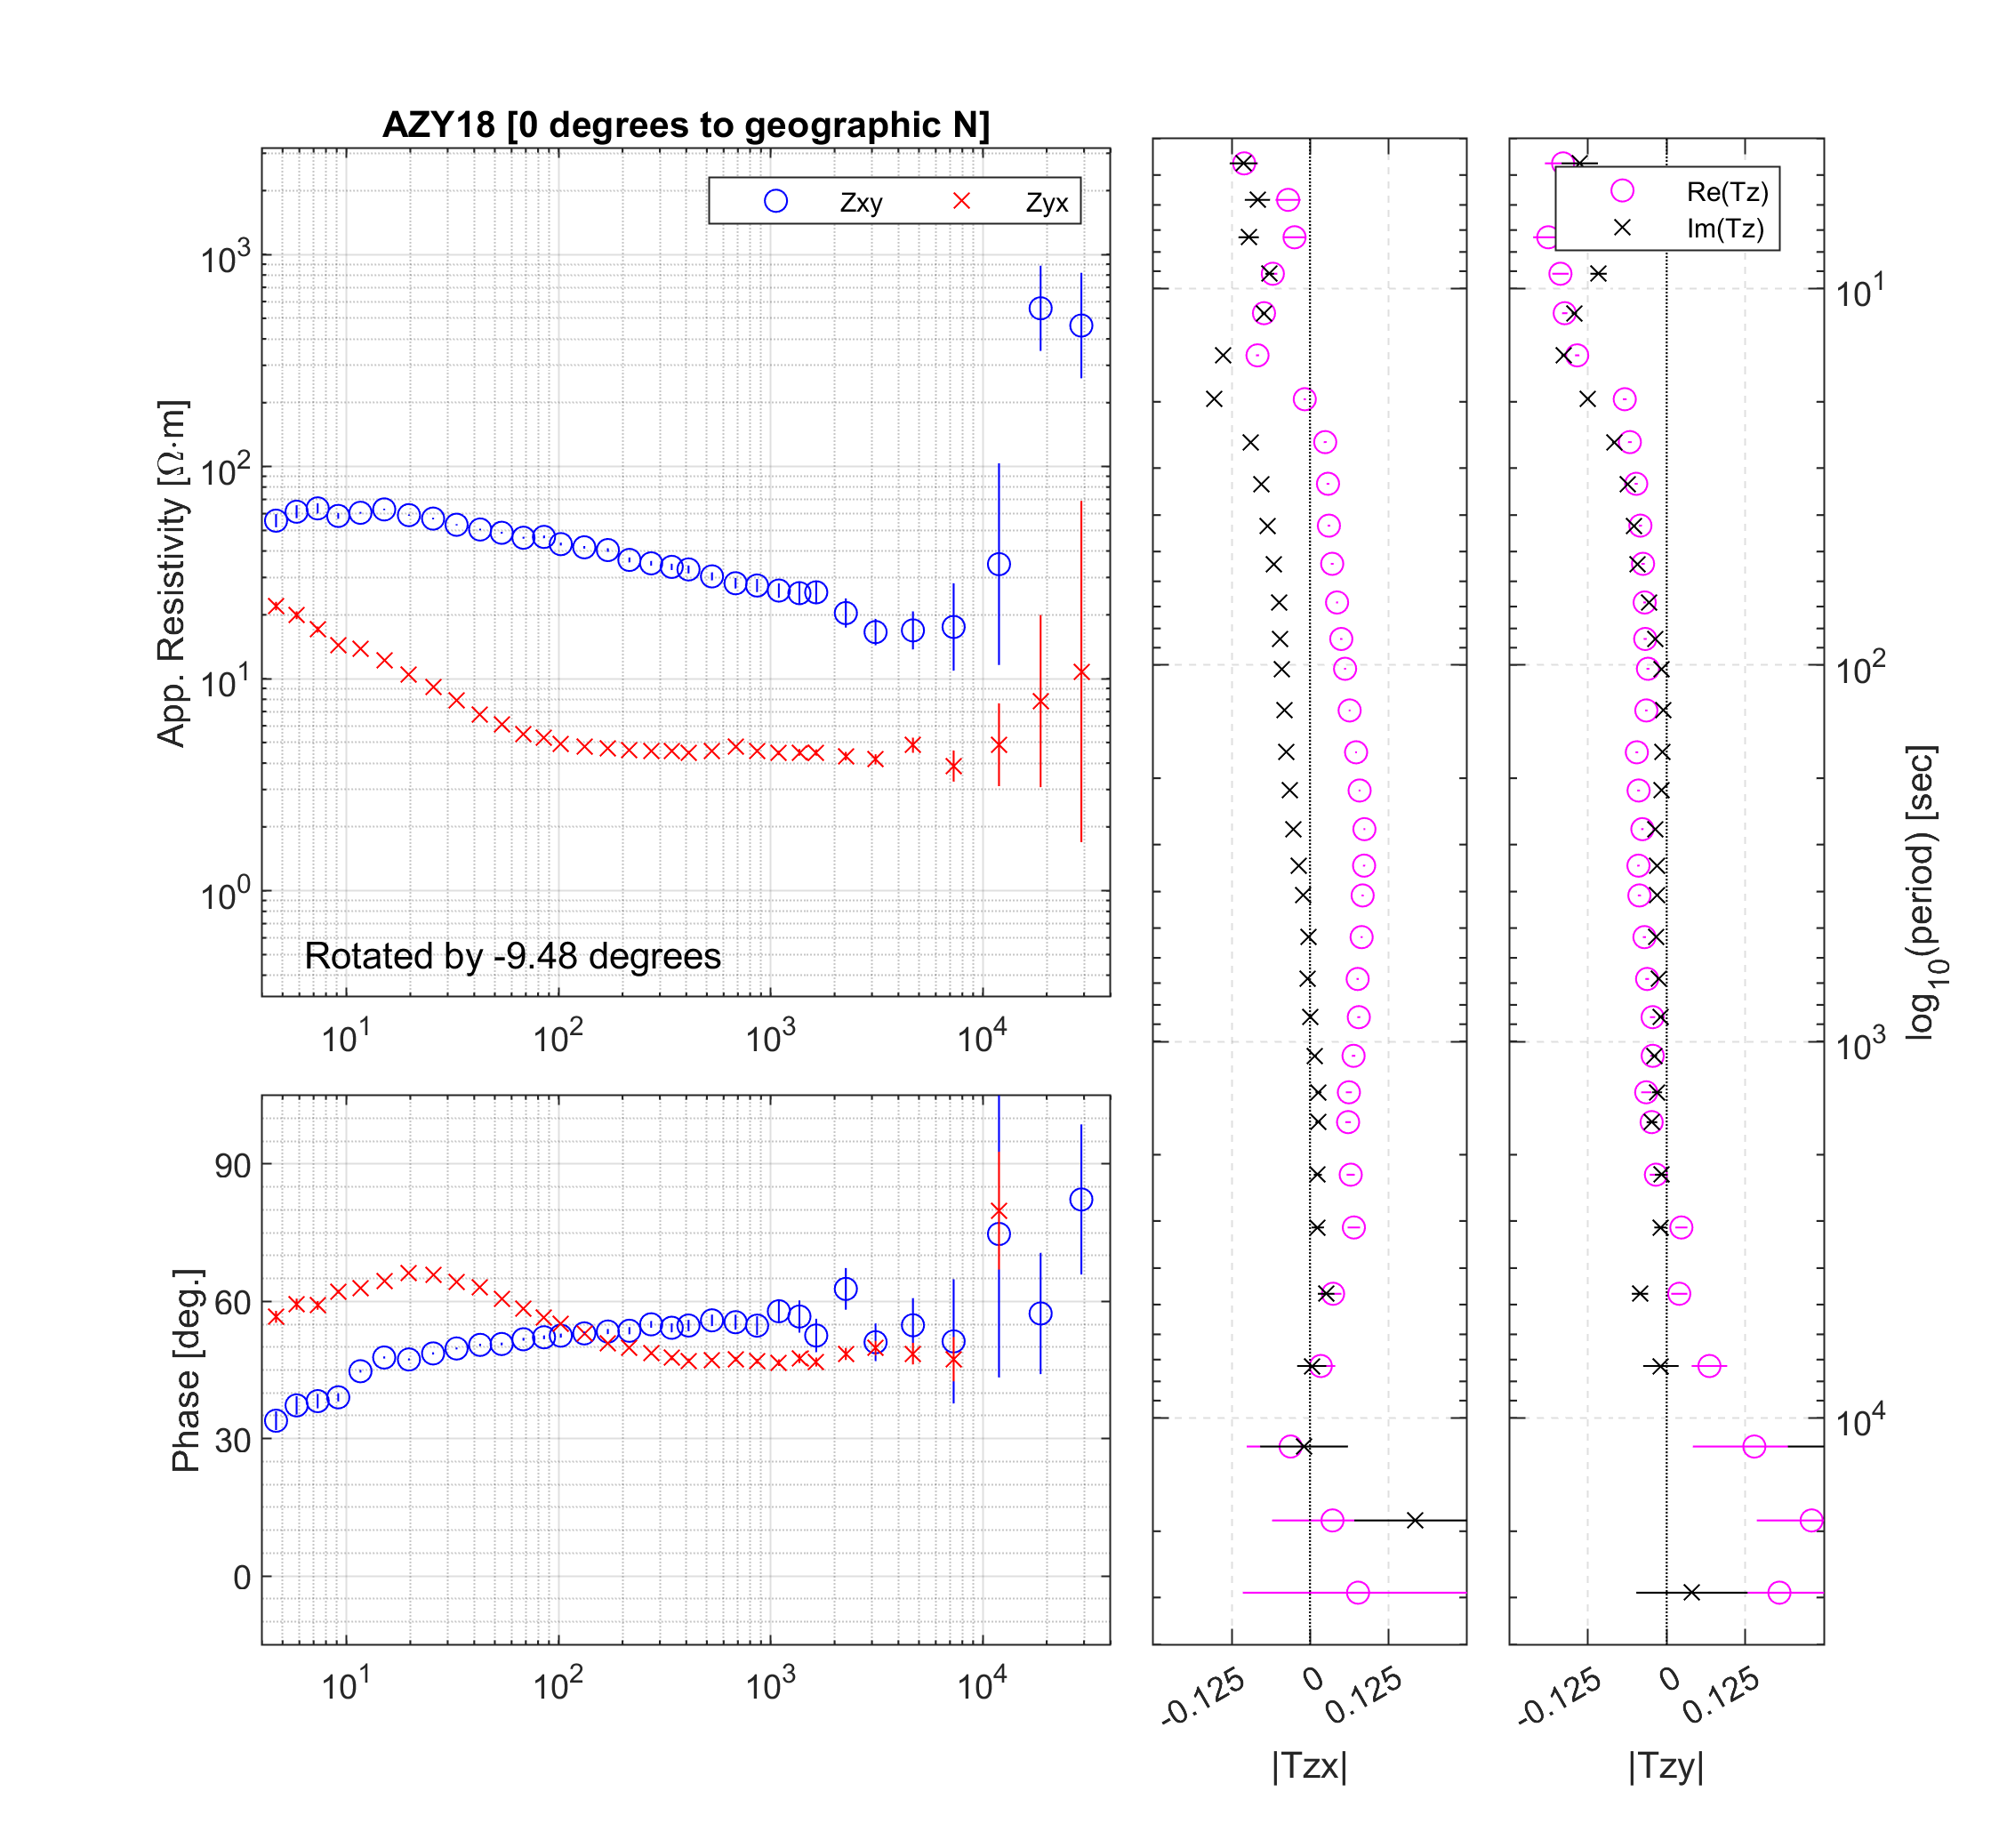 AZY18 [0 degrees to geographic N]
Zxy Zyx
App. Resistivity [Ω·m]
10^3
10^2
10^1
10^0
Rotated by -9.48 degrees
10^1 10^2 10^3 10^4
Phase [deg.]
90
60
30
0
10^1 10^2 10^3 10^4
-0.125 0 0.125
|Tzx|
Re(Tz)
Im(Tz)
-0.125 0 0.125
|Tzy|
10^1
10^2
10^3
10^4
log_10(period) [sec]